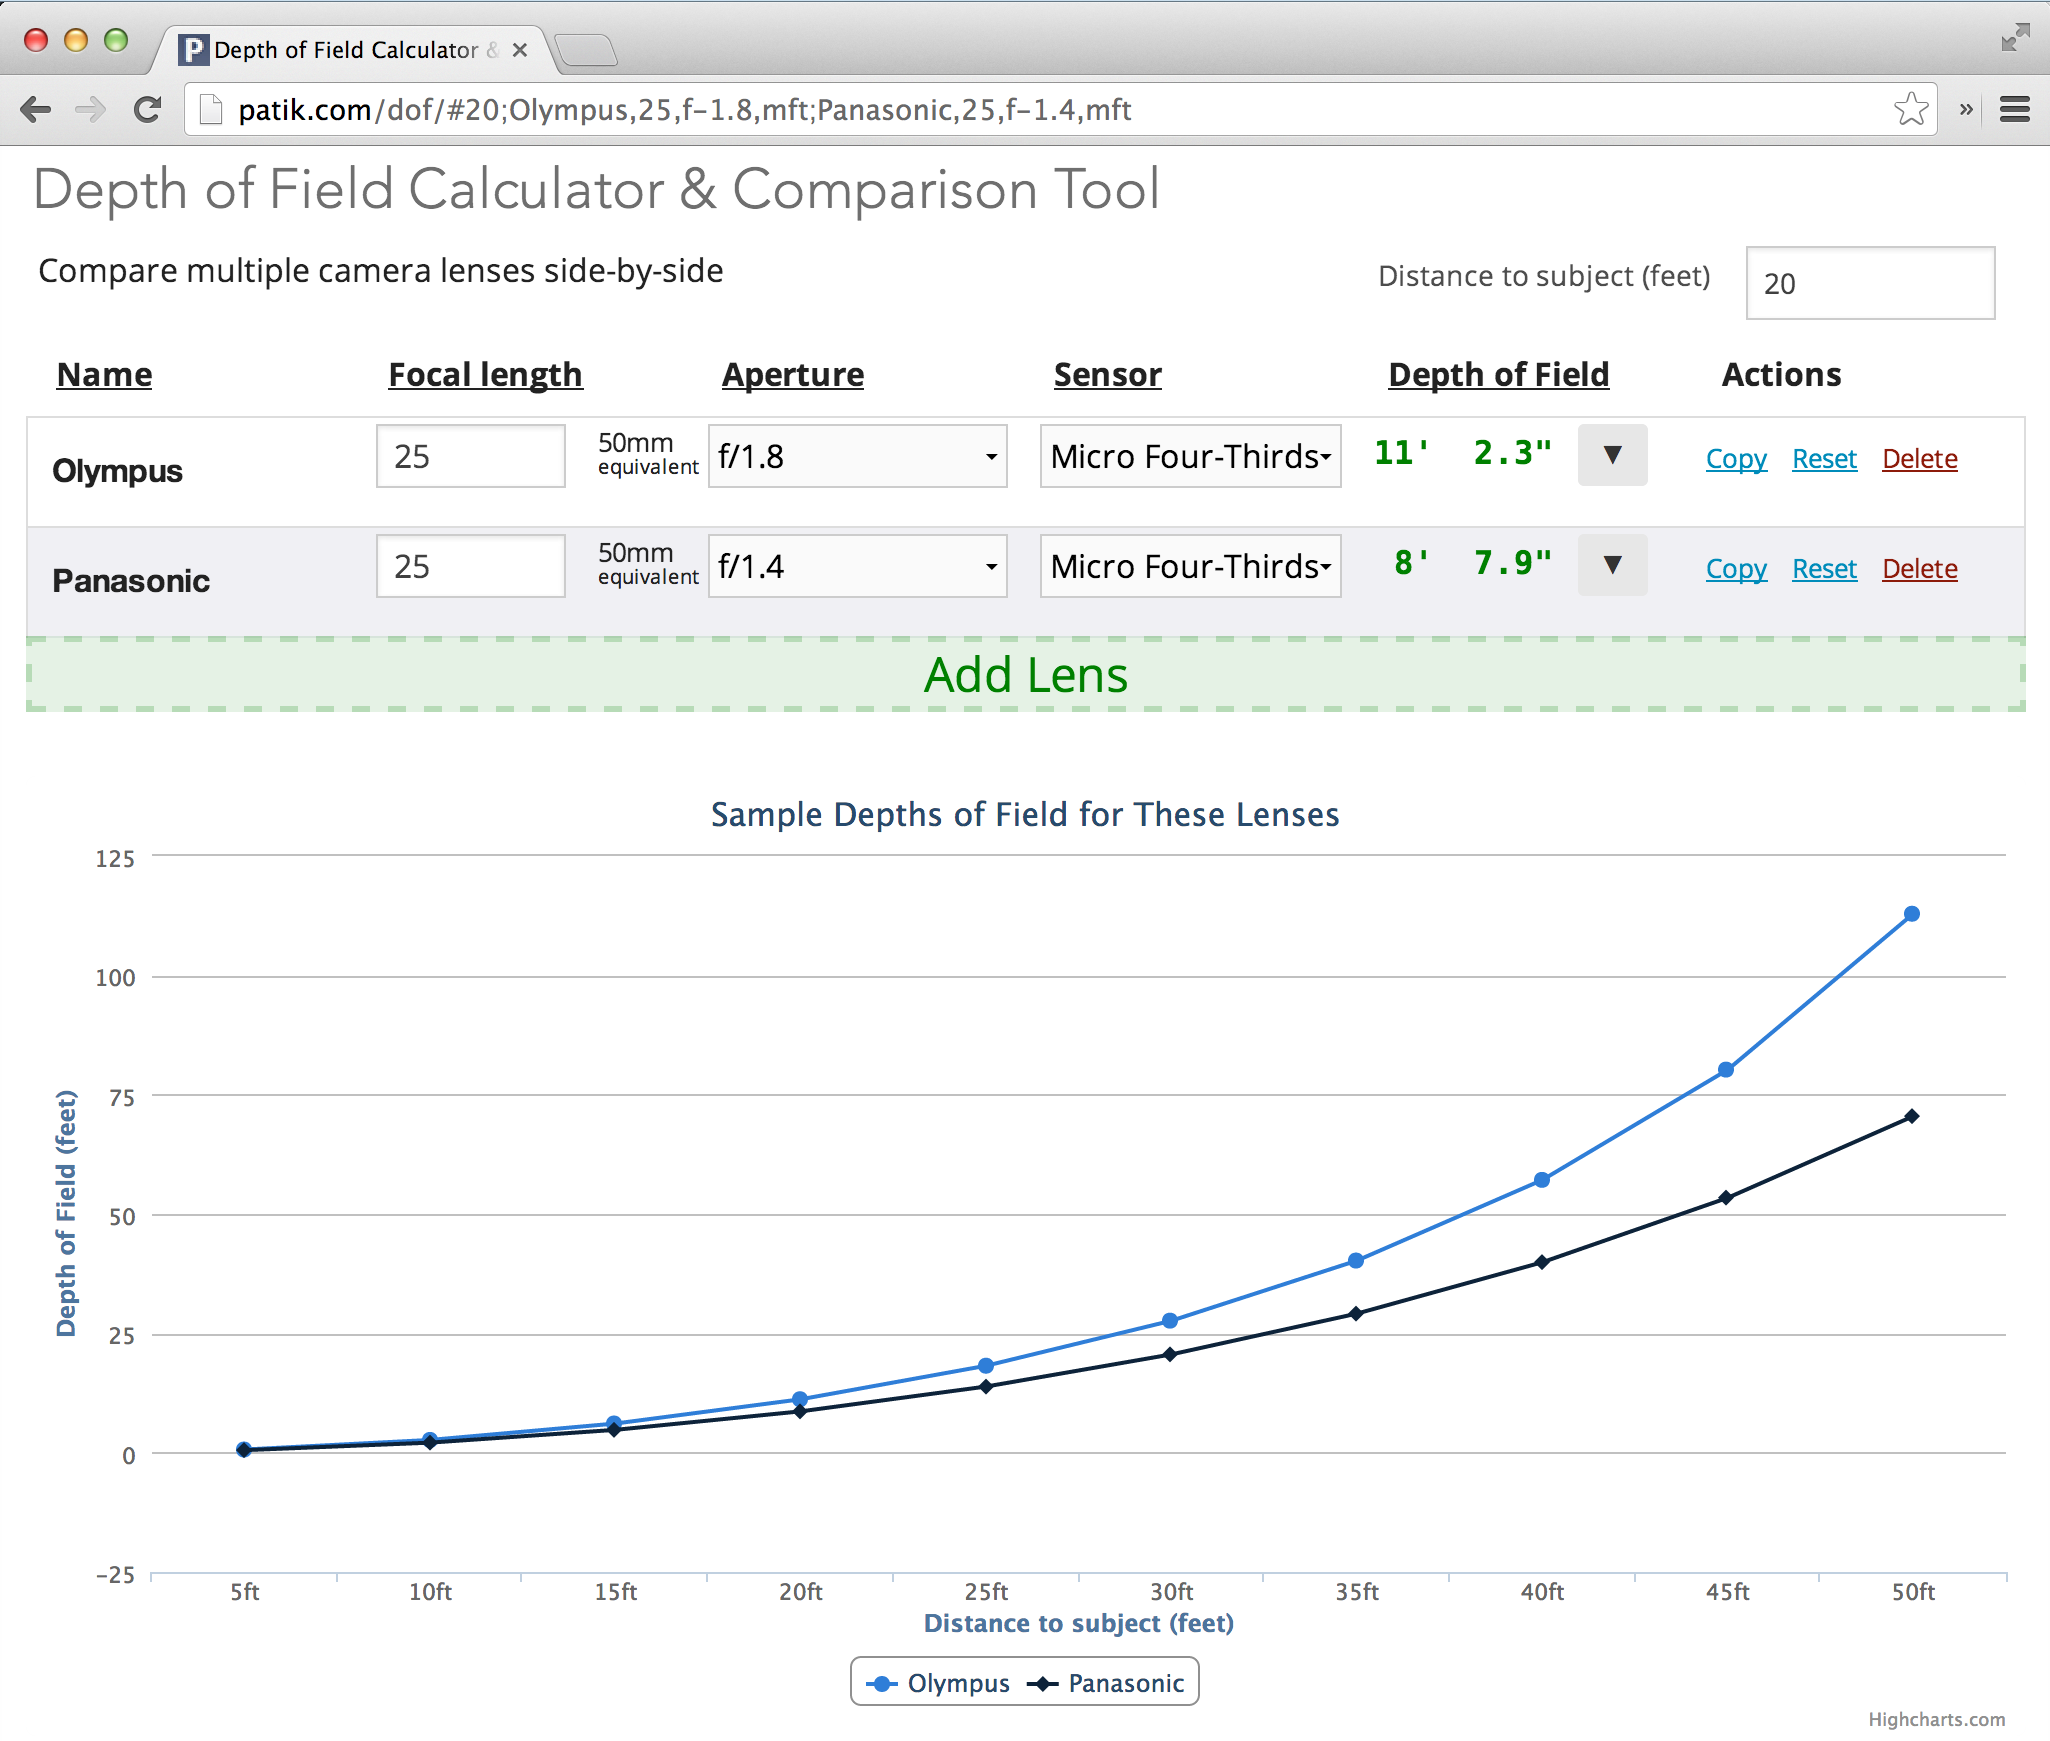 P Depth of Field Calculator &
patik.com/dof/#20;Olympus,25,f-1.8,mft;Panasonic,25,f-1.4,mft
Depth of Field Calculator & Comparison Tool
Compare multiple camera lenses side-by-side
Distance to subject (feet) 20
Name Focal length Aperture Sensor Depth of Field Actions
Olympus 25 50mm equivalent f/1.8 Micro Four-Thirds 11' 2.3" ▼ Copy Reset Delete
Panasonic 25 50mm equivalent f/1.4 Micro Four-Thirds 8' 7.9" ▼ Copy Reset Delete
Add Lens
Sample Depths of Field for These Lenses
Depth of Field (feet)
125
100
75
50
25
0
-25
5ft 10ft 15ft 20ft 25ft 30ft 35ft 40ft 45ft 50ft
Distance to subject (feet)
Olympus Panasonic
Highcharts.com